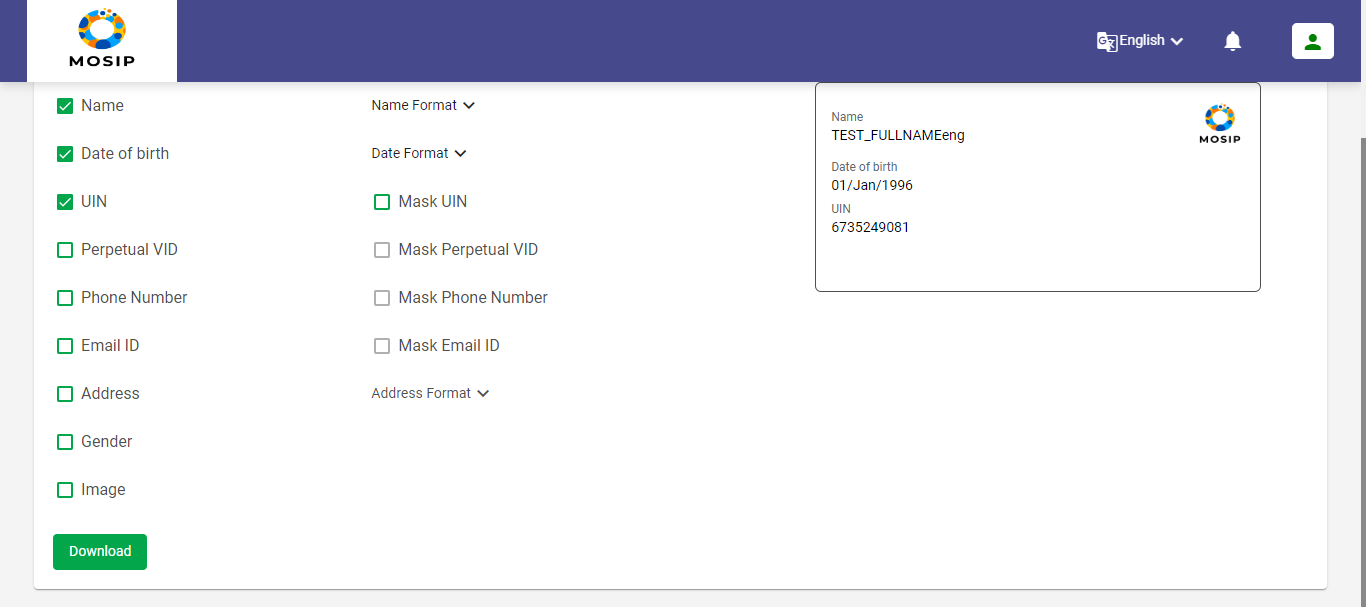 MOSIP
English
Name
Name Format
Date of birth
Date Format
UIN
Mask UIN
Perpetual VID
Mask Perpetual VID
Phone Number
Mask Phone Number
Email ID
Mask Email ID
Address
Address Format
Gender
Image
Download
Name
TEST_FULLNAMEeng
MOSIP
Date of birth
01/Jan/1996
UIN
6735249081